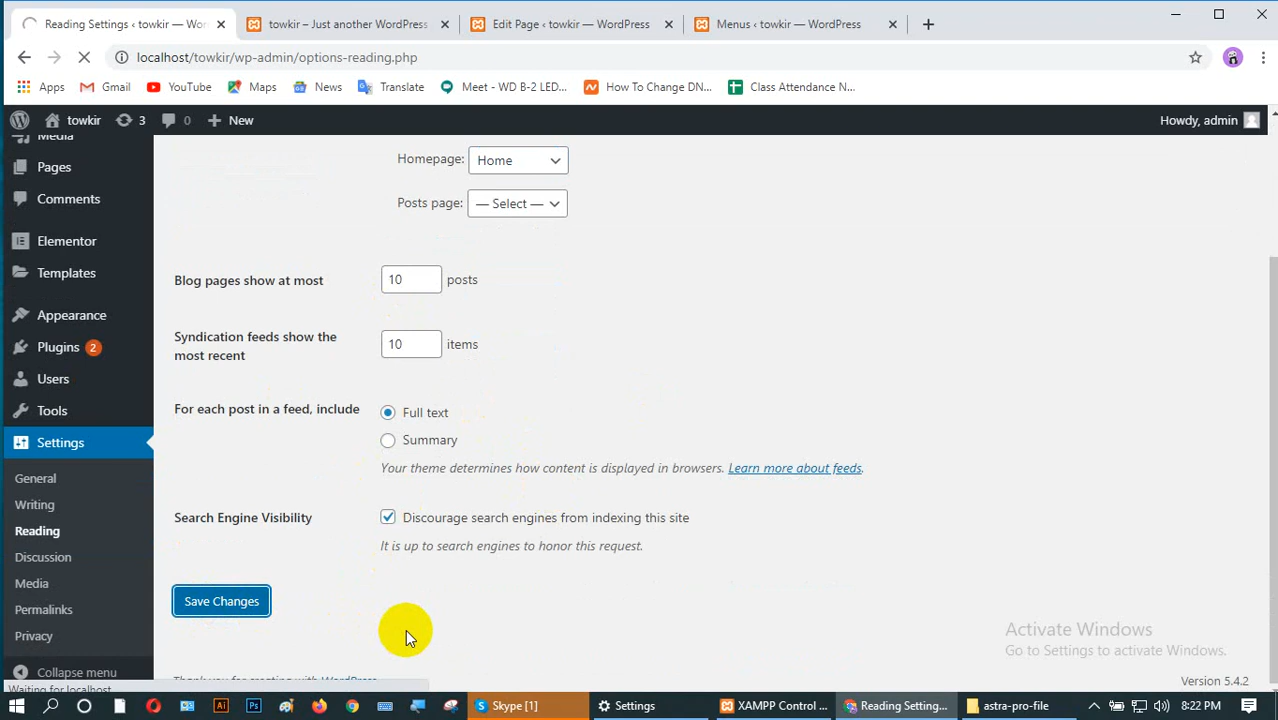 Reading Settings ‹ towkir — Wor
towkir – Just another WordPress
Edit Page ‹ towkir — WordPress
Menus ‹ towkir — WordPress
localhost/towkir/wp-admin/options-reading.php
Apps
Gmail
YouTube
Maps
News
Translate
Meet - WD B-2 LED...
How To Change DN...
Class Attendance N...
towkir
3
0
New
Howdy, admin
Media
Pages
Comments
Elementor
Templates
Appearance
Plugins 2
Users
Tools
Settings
General
Writing
Reading
Discussion
Media
Permalinks
Privacy
Collapse menu
Homepage: Home
Posts page: — Select —
Blog pages show at most 10 posts
Syndication feeds show the
most recent
10 items
For each post in a feed, include
Full text
Summary
Your theme determines how content is displayed in browsers. Learn more about feeds.
Search Engine Visibility
Discourage search engines from indexing this site
It is up to search engines to honor this request.
Save Changes
Activate Windows
Go to Settings to activate Windows.
Thank you for creating with WordPress
Version 5.4.2
Waiting for localhost
Skype [1]
Settings
XAMPP Control ...
Reading Setting...
astra-pro-file
8:22 PM